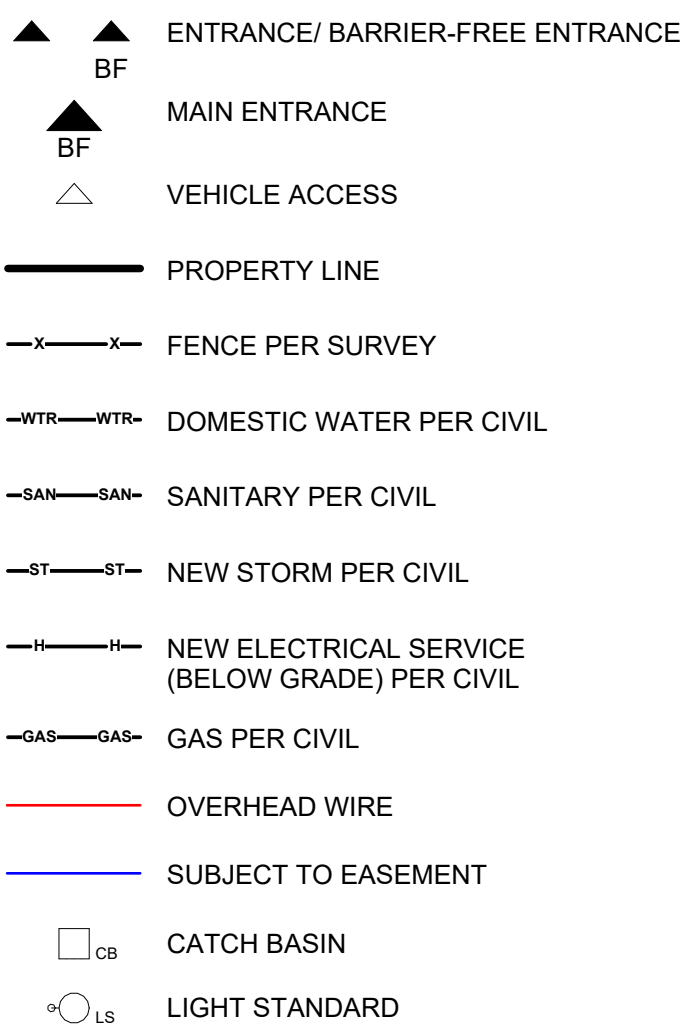 ENTRANCE/ BARRIER-FREE ENTRANCE
BF
MAIN ENTRANCE
BF
VEHICLE ACCESS
PROPERTY LINE
X X FENCE PER SURVEY
WTR WTR DOMESTIC WATER PER CIVIL
SAN SAN SANITARY PER CIVIL
ST ST NEW STORM PER CIVIL
H H NEW ELECTRICAL SERVICE
(BELOW GRADE) PER CIVIL
GAS GAS GAS PER CIVIL
OVERHEAD WIRE
SUBJECT TO EASEMENT
CB CATCH BASIN
LS LIGHT STANDARD